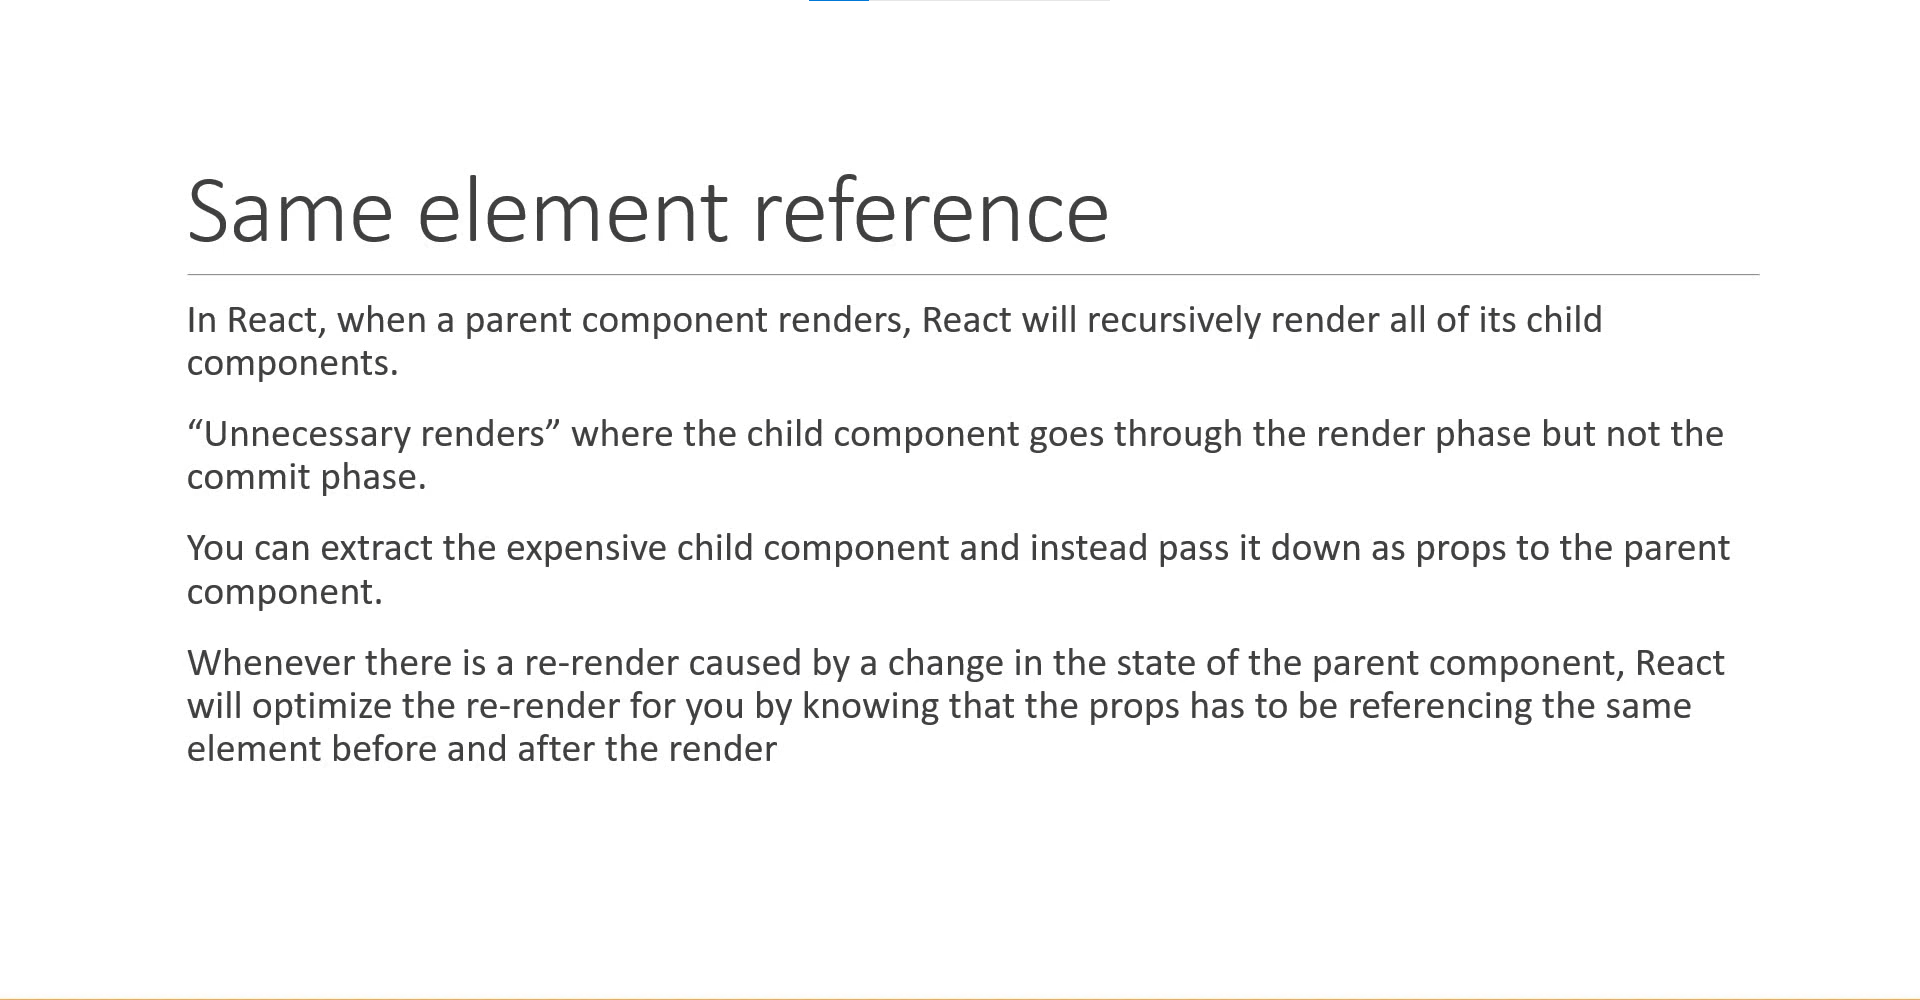 Same element reference
In React, when a parent component renders, React will recursively render all of its child
components.
“Unnecessary renders” where the child component goes through the render phase but not the
commit phase.
You can extract the expensive child component and instead pass it down as props to the parent
component.
Whenever there is a re-render caused by a change in the state of the parent component, React
will optimize the re-render for you by knowing that the props has to be referencing the same
element before and after the render